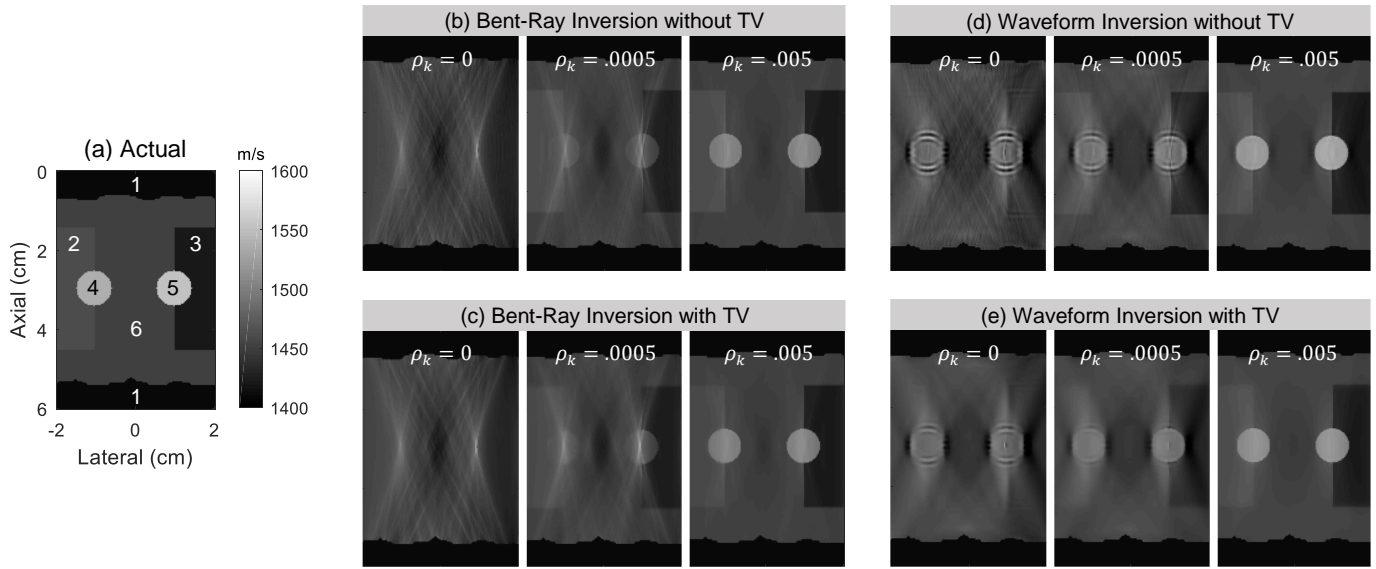 (b) Bent-Ray Inversion without TV
ρₖ = 0
ρₖ = .0005
ρₖ = .005
(d) Waveform Inversion without TV
ρₖ = 0
ρₖ = .0005
ρₖ = .005
(a) Actual
m/s
0
2
4
6
Axial (cm)
1
2
3
4
5
6
1
-2
0
2
Lateral (cm)
1600
1550
1500
1450
1400
(c) Bent-Ray Inversion with TV
ρₖ = 0
ρₖ = .0005
ρₖ = .005
(e) Waveform Inversion with TV
ρₖ = 0
ρₖ = .0005
ρₖ = .005